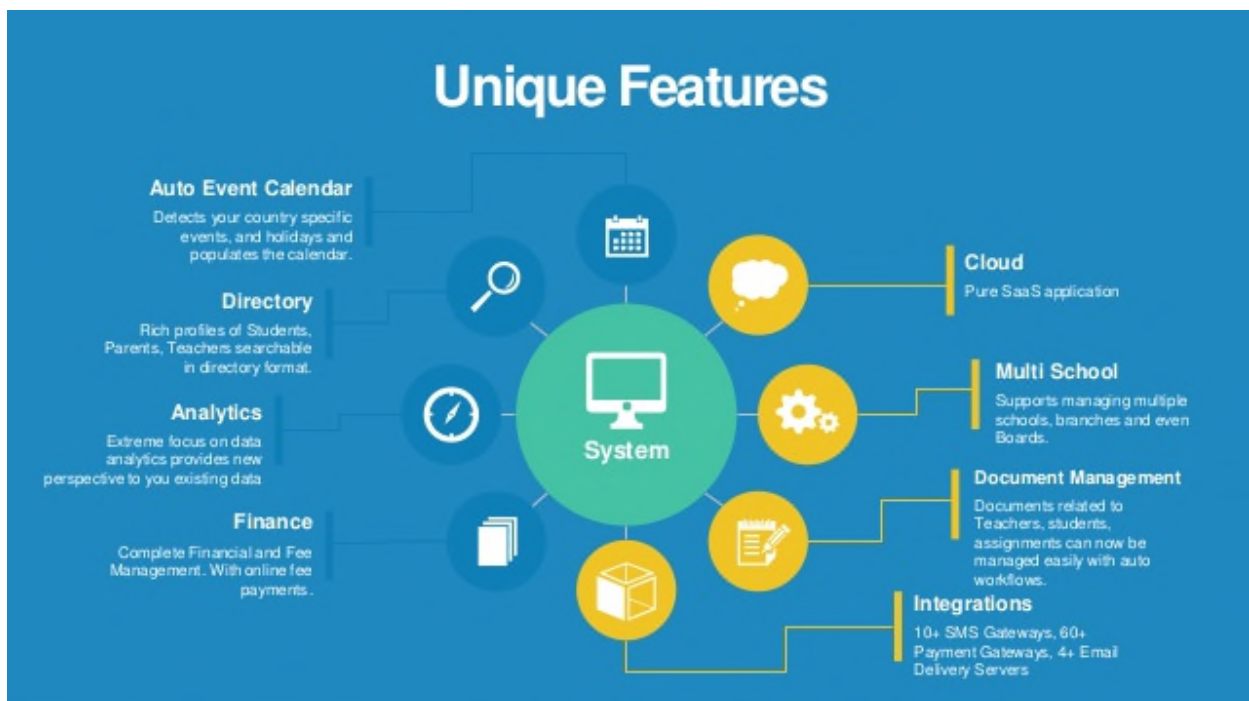 Unique Features
Auto Event Calendar
Detects your country specific
events, and holidays and
populates the calendar.
Directory
Rich profiles of Students,
Parents, Teachers searchable
in directory format.
Analytics
Extreme focus on data
analytics provides new
perspective to you existing data
Finance
Complete Financial and Fee
Management. With online fee
payments.
System
Cloud
Pure SaaS application
Multi School
Supports managing multiple
schools, branches and even
Boards.
Document Management
Documents related to
Teachers, students,
assignments can now be
managed easily with auto
workflows.
Integrations
10+ SMS Gateways, 60+
Payment Gateways, 4+ Email
Delivery Servers